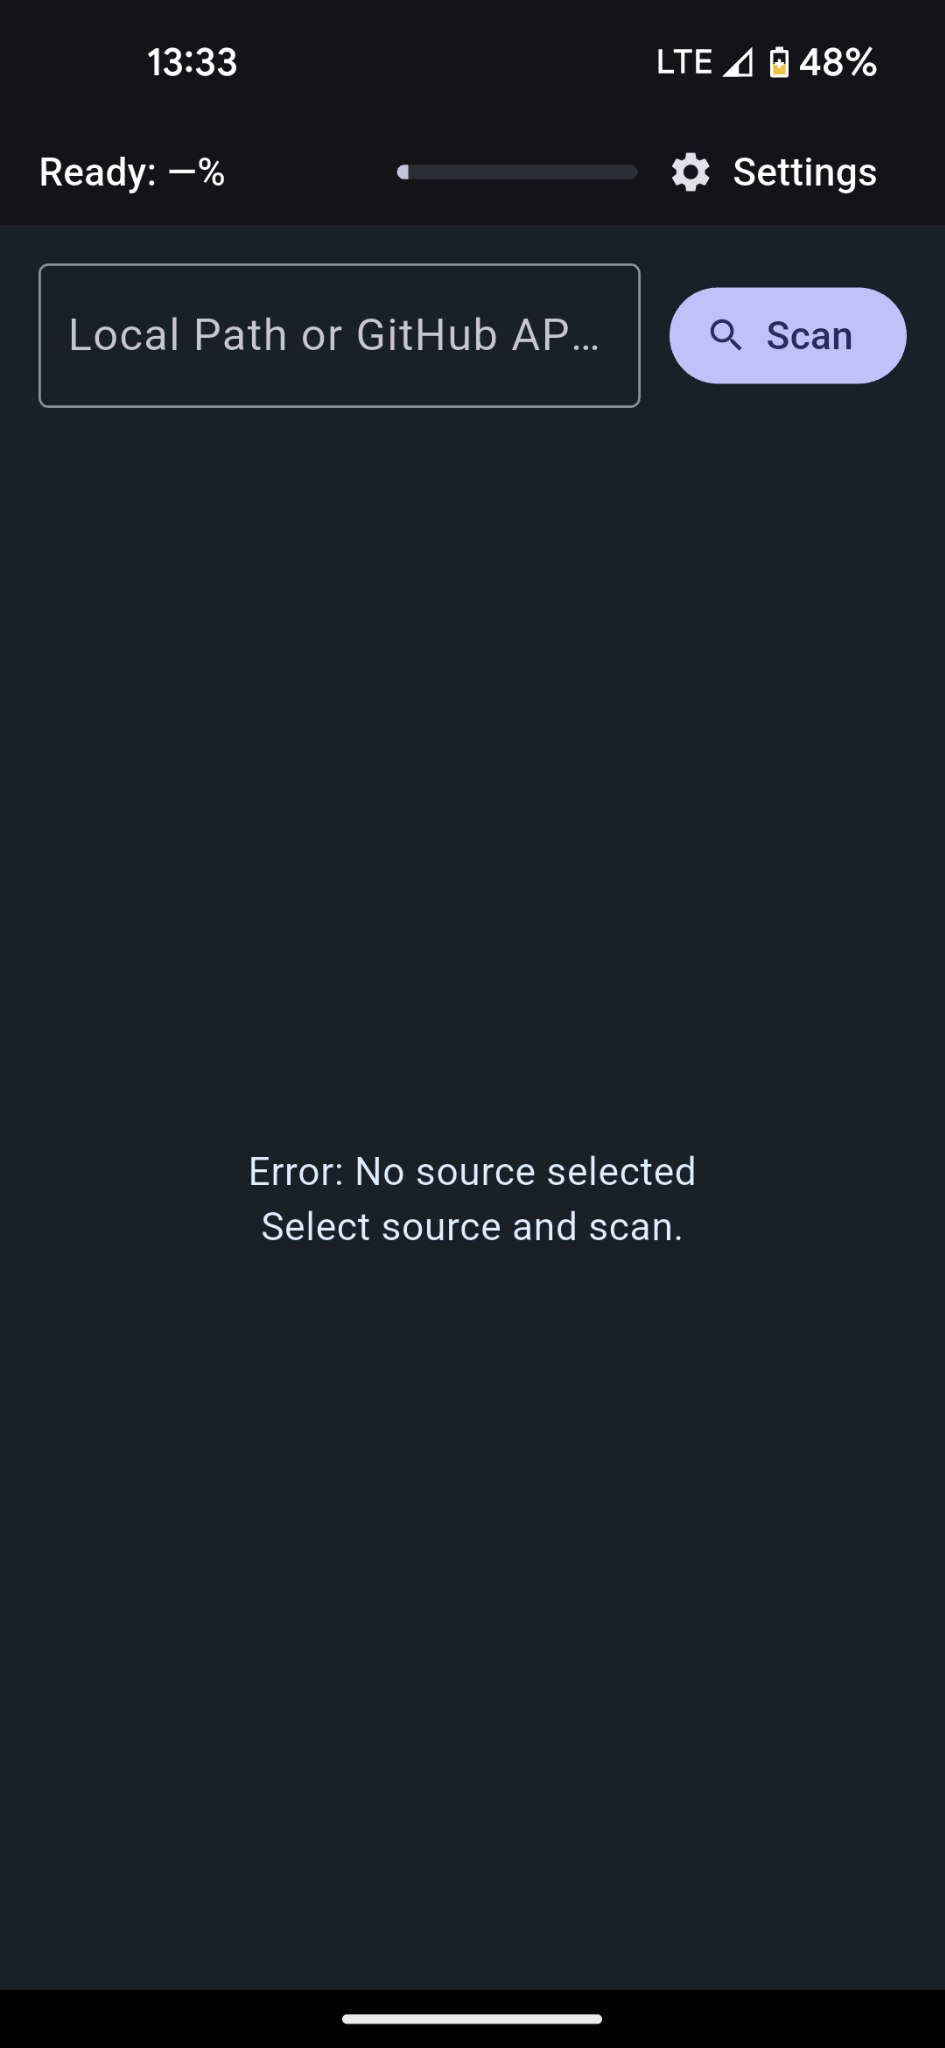 13:33 LTE 48%
Ready: —% Settings
Local Path or GitHub AP... Scan
Error: No source selected
Select source and scan.